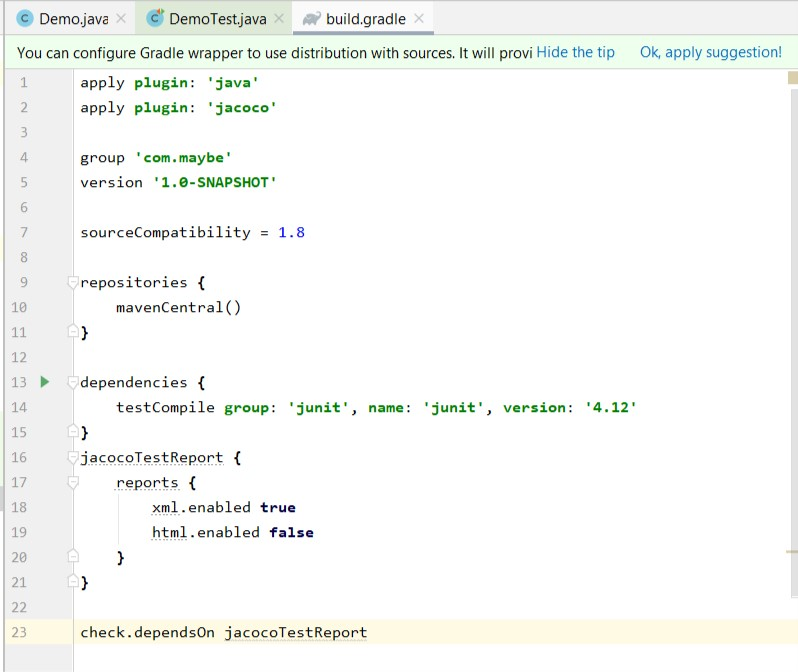 Demo.java DemoTest.java build.gradle
You can configure Gradle wrapper to use distribution with sources. It will provi Hide the tip Ok, apply suggestion!
1 apply plugin: 'java'
2 apply plugin: 'jacoco'
3
4 group 'com.maybe'
5 version '1.0-SNAPSHOT'
6
7 sourceCompatibility = 1.8
8
9 repositories {
10 mavenCentral()
11 }
12
13 dependencies {
14 testCompile group: 'junit', name: 'junit', version: '4.12'
15 }
16 jacocoTestReport {
17 reports {
18 xml.enabled true
19 html.enabled false
20 }
21 }
22
23 check.dependsOn jacocoTestReport